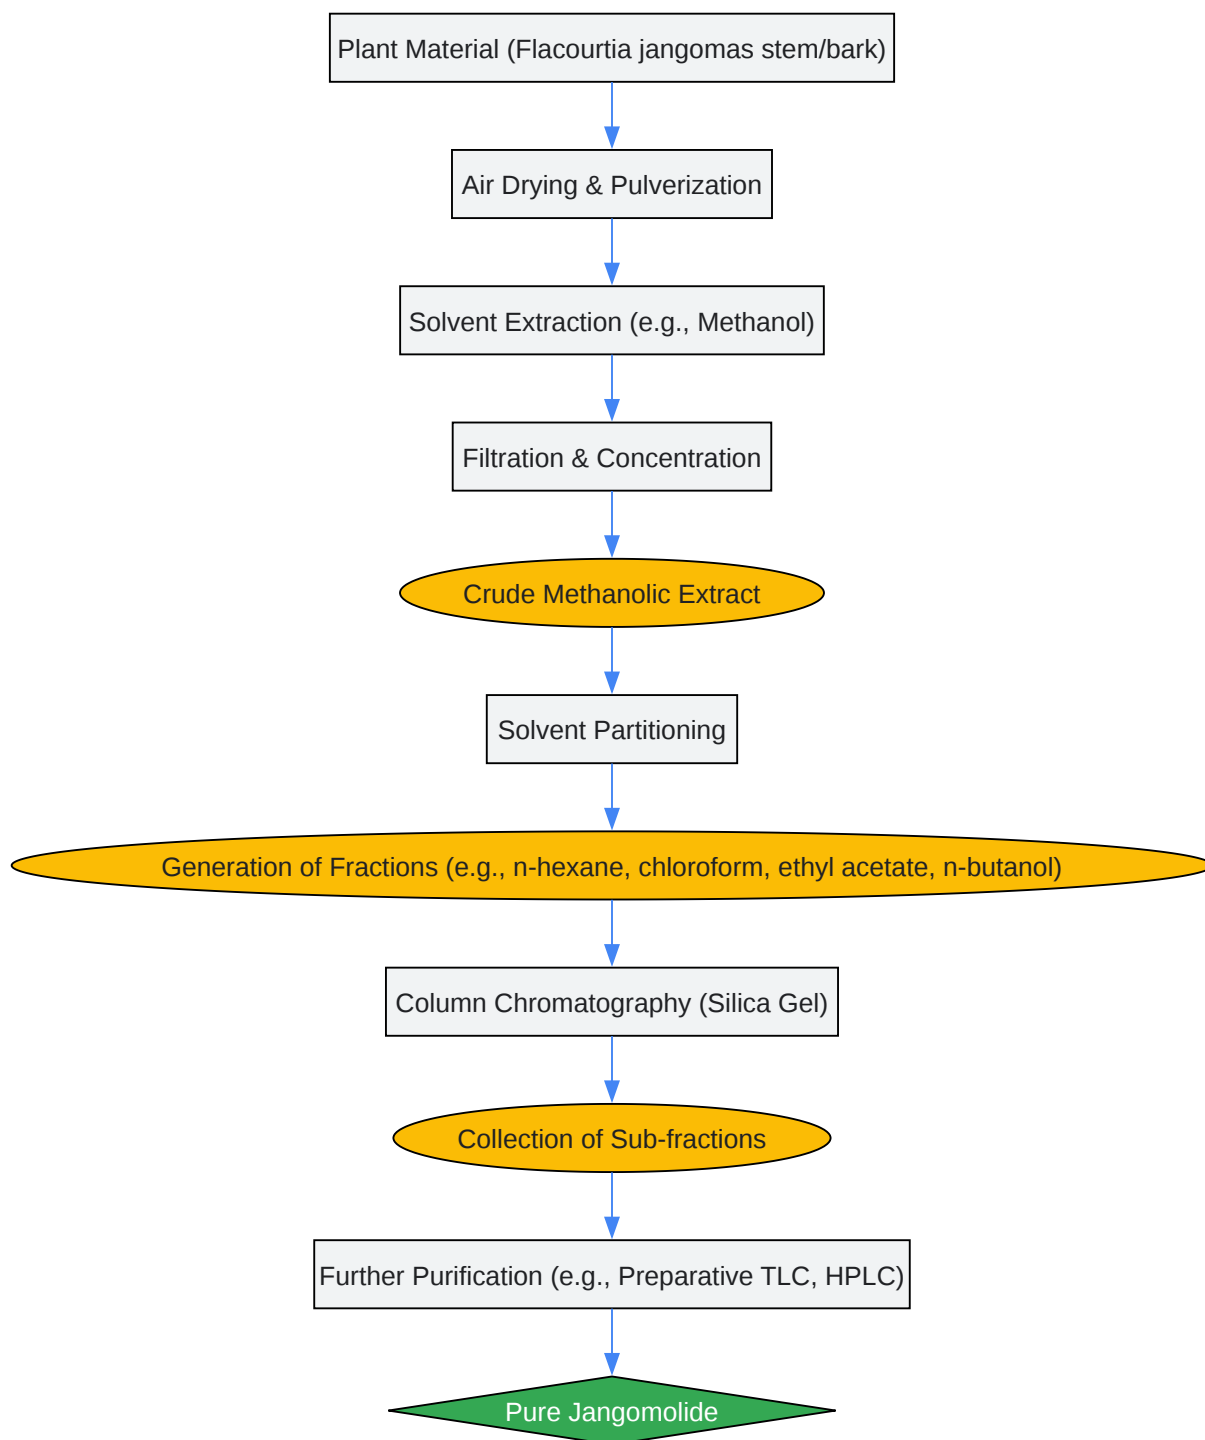 Plant Material (Flacourtia jangomas stem/bark)
Air Drying & Pulverization
Solvent Extraction (e.g., Methanol)
Filtration & Concentration
Crude Methanolic Extract
Solvent Partitioning
Generation of Fractions (e.g., n-hexane, chloroform, ethyl acetate, n-butanol)
Column Chromatography (Silica Gel)
Collection of Sub-fractions
Further Purification (e.g., Preparative TLC, HPLC)
Pure Jangomolide